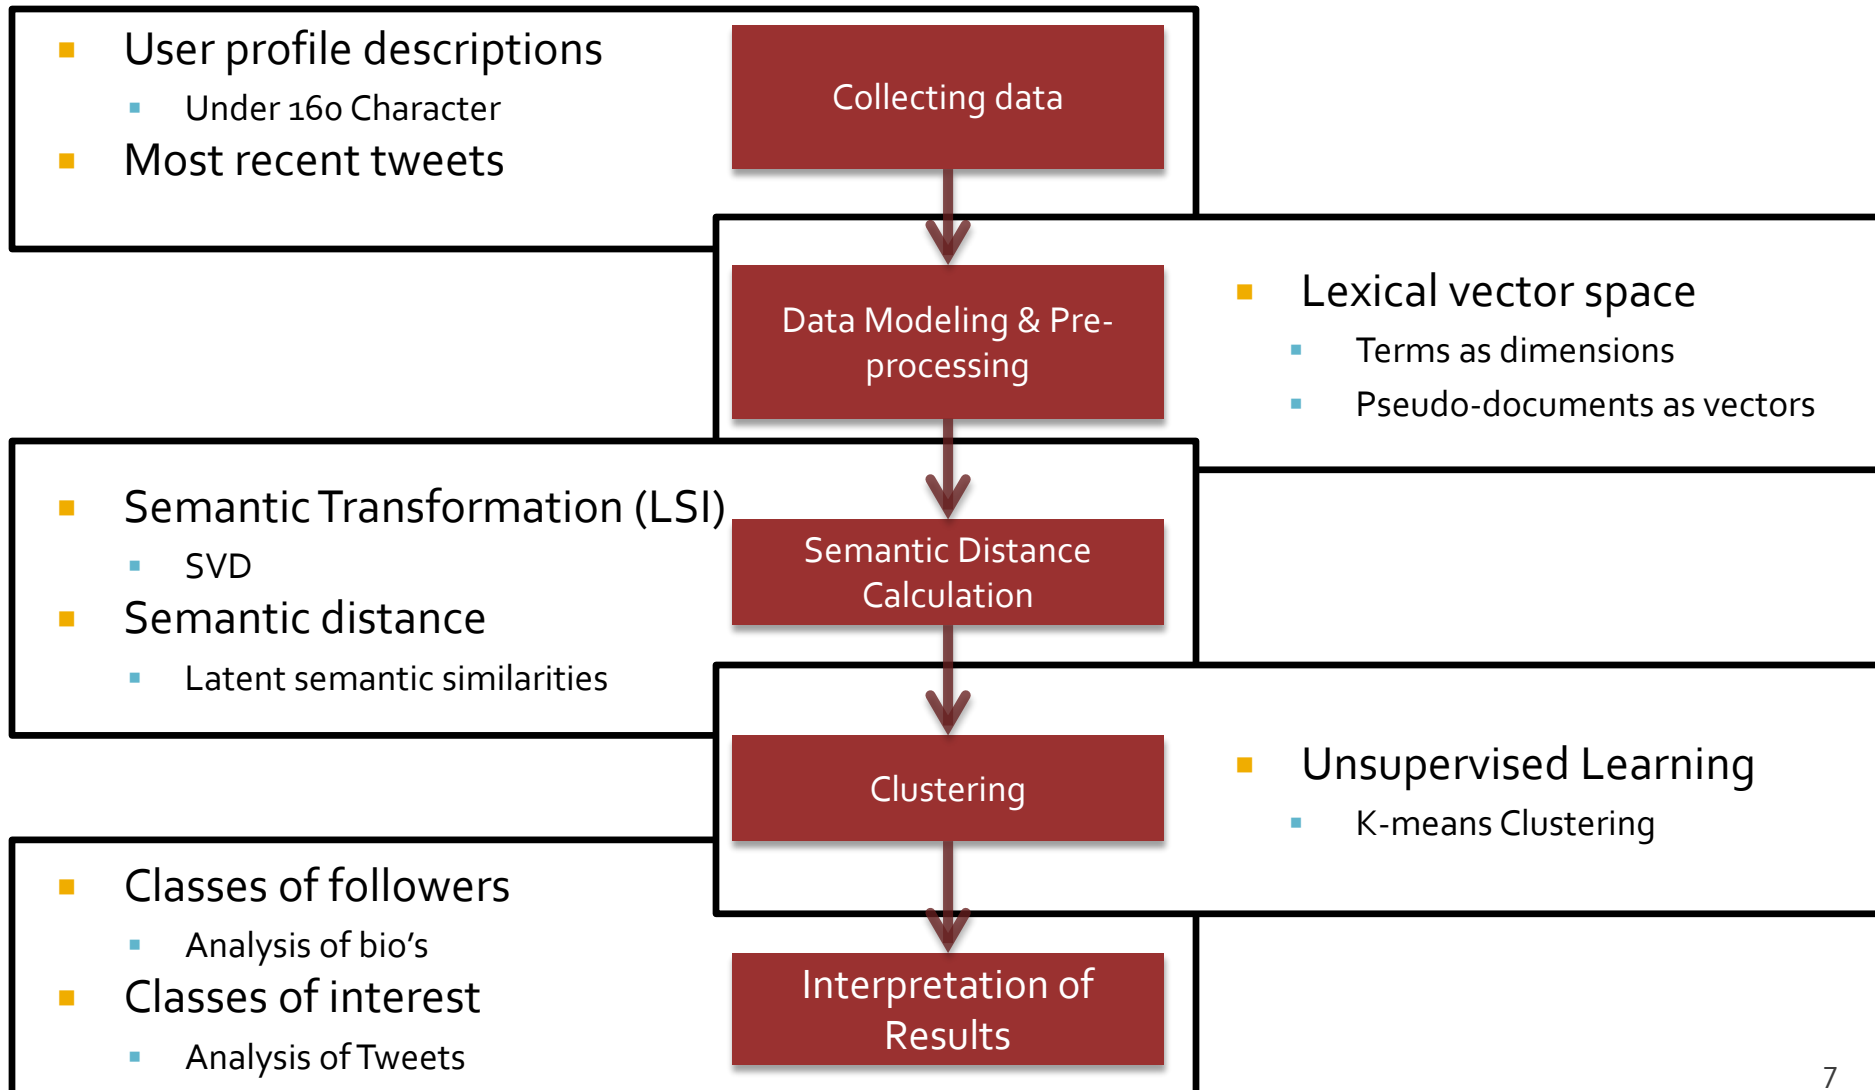 User profile descriptions
Under 160 Character
Most recent tweets
Collecting data
Data Modeling & Pre-
processing
Lexical vector space
Terms as dimensions
Pseudo-documents as vectors
Semantic Transformation (LSI)
SVD
Semantic distance
Latent semantic similarities
Semantic Distance
Calculation
Clustering
Unsupervised Learning
K-means Clustering
Classes of followers
Analysis of bio’s
Classes of interest
Analysis of Tweets
Interpretation of
Results
7